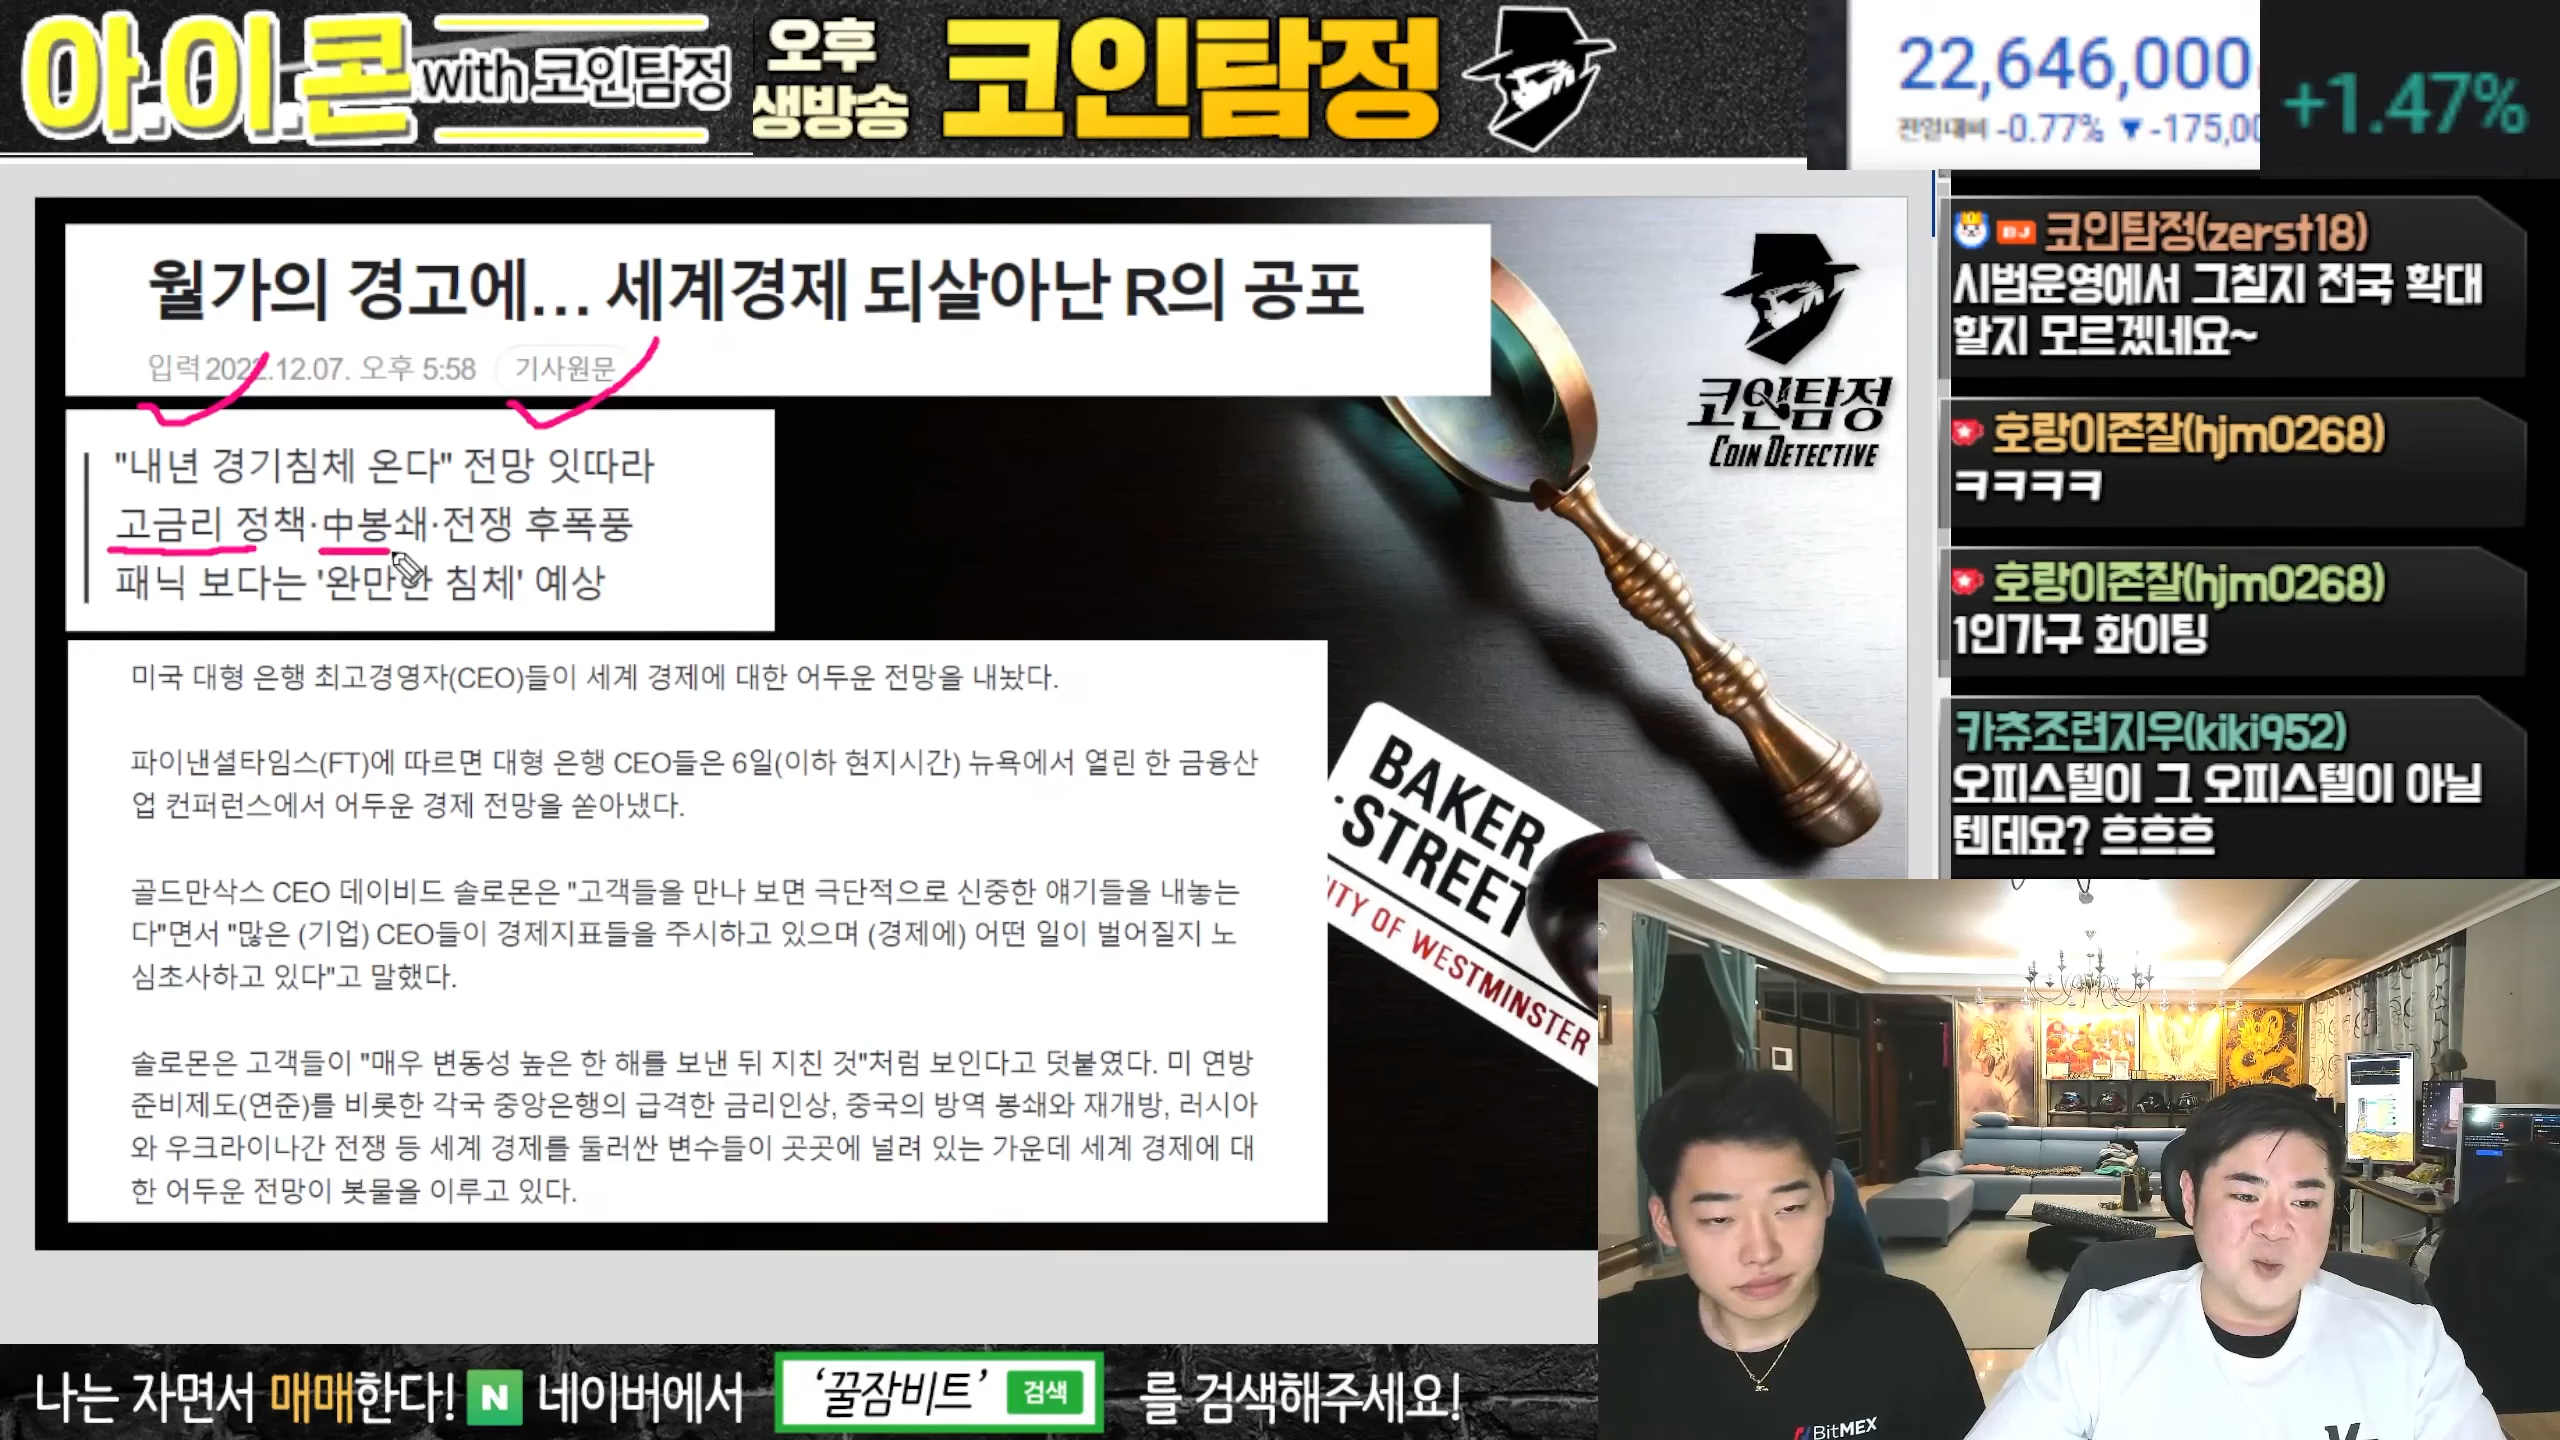 아이콘 with 코인탐정
오후
생방송
코인탐정
22,646,000
전일대비 -0.77% ▼ -175,00
+1.47%
월가의 경고에… 세계경제 되살아난 R의 공포
입력 2022.12.07. 오후 5:58 기사원문
"내년 경기침체 온다" 전망 잇따라
고금리 정책·中봉쇄·전쟁 후폭풍
패닉 보다는 '완만한 침체' 예상
미국 대형 은행 최고경영자(CEO)들이 세계 경제에 대한 어두운 전망을 내놨다.
파이낸셜타임스(FT)에 따르면 대형 은행 CEO들은 6일(이하 현지시간) 뉴욕에서 열린 한 금융산
업 컨퍼런스에서 어두운 경제 전망을 쏟아냈다.
골드만삭스 CEO 데이비드 솔로몬은 "고객들을 만나 보면 극단적으로 신중한 얘기들을 내놓는
다"면서 "많은 (기업) CEO들이 경제지표들을 주시하고 있으며 (경제에) 어떤 일이 벌어질지 노
심초사하고 있다"고 말했다.
솔로몬은 고객들이 "매우 변동성 높은 한 해를 보낸 뒤 지친 것"처럼 보인다고 덧붙였다. 미 연방
준비제도(연준)를 비롯한 각국 중앙은행의 급격한 금리인상, 중국의 방역 봉쇄와 재개방, 러시아
와 우크라이나간 전쟁 등 세계 경제를 둘러싼 변수들이 곳곳에 널려 있는 가운데 세계 경제에 대
한 어두운 전망이 봇물을 이루고 있다.
코인탐정
COIN DETECTIVE
BAKER
STREET
ITY OF WESTMINSTER
BJ 코인탐정(zerst18)
시범운영에서 그칠지 전국 확대
할지 모르겠네요~
호랑이존잘(hjm0268)
ㅋㅋㅋㅋ
호랑이존잘(hjm0268)
1인가구 화이팅
카츄조련지우(kiki952)
오피스텔이 그 오피스텔이 아닐
텐데요? 흐흐흐
BitMEX
나는 자면서 매매한다! N 네이버에서 '꿀잠비트' 검색 를 검색해주세요!